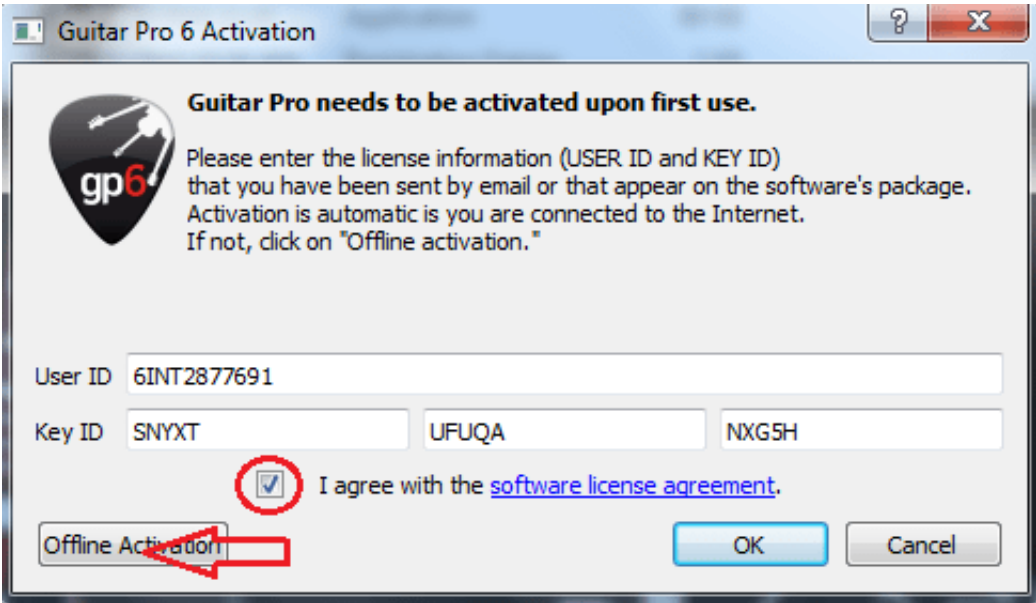 Guitar Pro 6 Activation
Guitar Pro needs to be activated upon first use.
Please enter the license information (USER ID and KEY ID)
that you have been sent by email or that appear on the software's package.
Activation is automatic is you are connected to the Internet.
If not, click on "Offline activation."
gp6
User ID 6INT2877691
Key ID SNYXT UFUQA NXG5H
I agree with the software license agreement.
Offline Activation OK Cancel